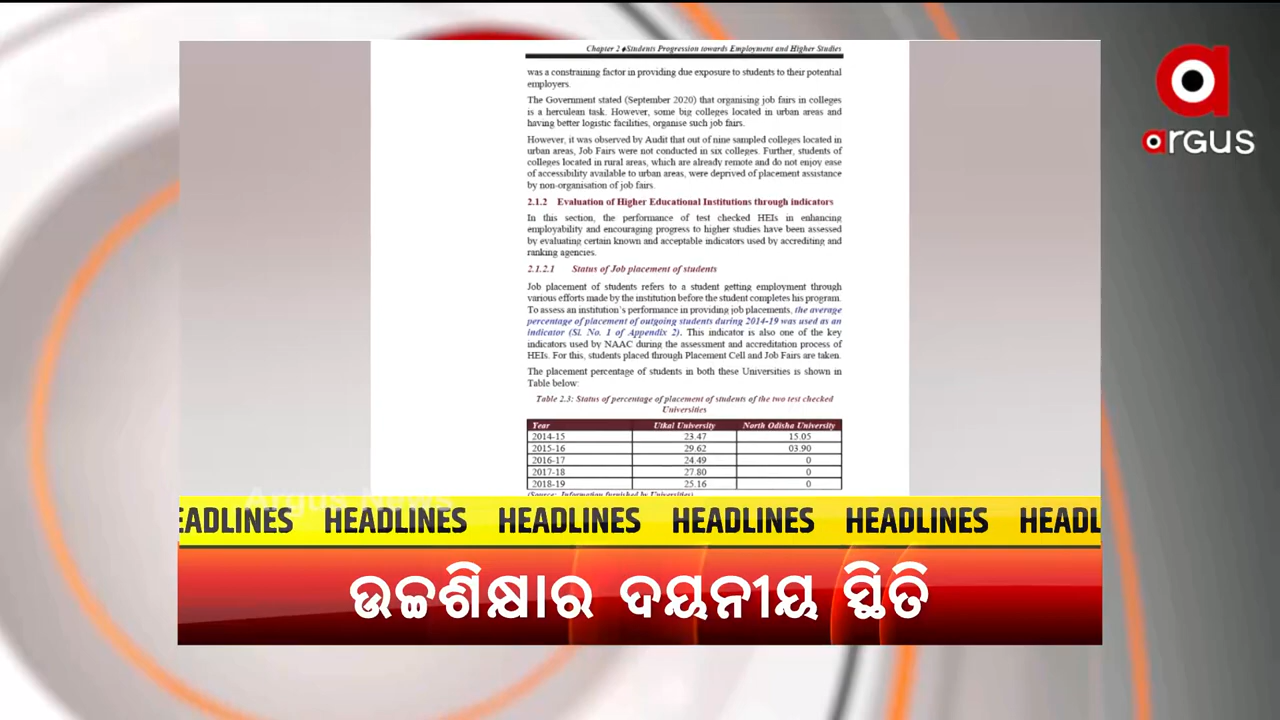 Chapter 2 ♦Students Progression towards Employment and Higher Studies
was a constraining factor in providing due exposure to students to their potential
employers.
The Government stated (September 2020) that organising job fairs in colleges
is a herculean task. However, some big colleges located in urban areas and
having better logistic facilities, organise such job fairs.
However, it was observed by Audit that out of nine sampled colleges located in
urban areas, Job Fairs were not conducted in six colleges. Further, students of
colleges located in rural areas, which are already remote and do not enjoy ease
of accessibility available to urban areas, were deprived of placement assistance
by non-organisation of job fairs.
2.1.2 Evaluation of Higher Educational Institutions through indicators
In this section, the performance of test checked HEIs in enhancing
employability and encouraging progress to higher studies have been assessed
by evaluating certain known and acceptable indicators used by accrediting and
ranking agencies.
2.1.2.1 Status of Job placement of students
Job placement of students refers to a student getting employment through
various efforts made by the institution before the student completes his program.
To assess an institution's performance in providing job placements, the average
percentage of placement of outgoing students during 2014-19 was used as an
indicator (Sl. No. 1 of Appendix 2). This indicator is also one of the key
indicators used by NAAC during the assessment and accreditation process of
HEIs. For this, students placed through Placement Cell and Job Fairs are taken.
The placement percentage of students in both these Universities is shown in
Table below:
Table 2.3: Status of percentage of placement of students of the two test checked
Universities
Year Utkal University North Odisha University
2014-15 23.47 15.05
2015-16 29.62 03.90
2016-17 24.49 0
2017-18 27.80 0
2018-19 25.16 0
(Source: Information furnished by Universities)
argus
Argus News
EADLINES HEADLINES HEADLINES HEADLINES HEADLINES HEADL
ଉଚ୍ଚଶିକ୍ଷାର ଦୟନୀୟ ସ୍ଥିତି